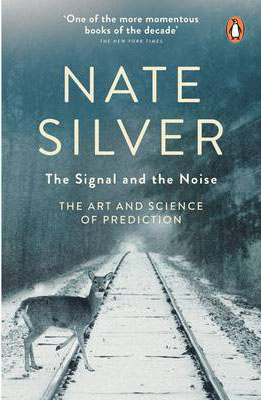 ‘One of the more momentous
books of the decade’
THE NEW YORK TIMES
NATE
SILVER
The Signal and the Noise
THE ART AND SCIENCE
OF PREDICTION